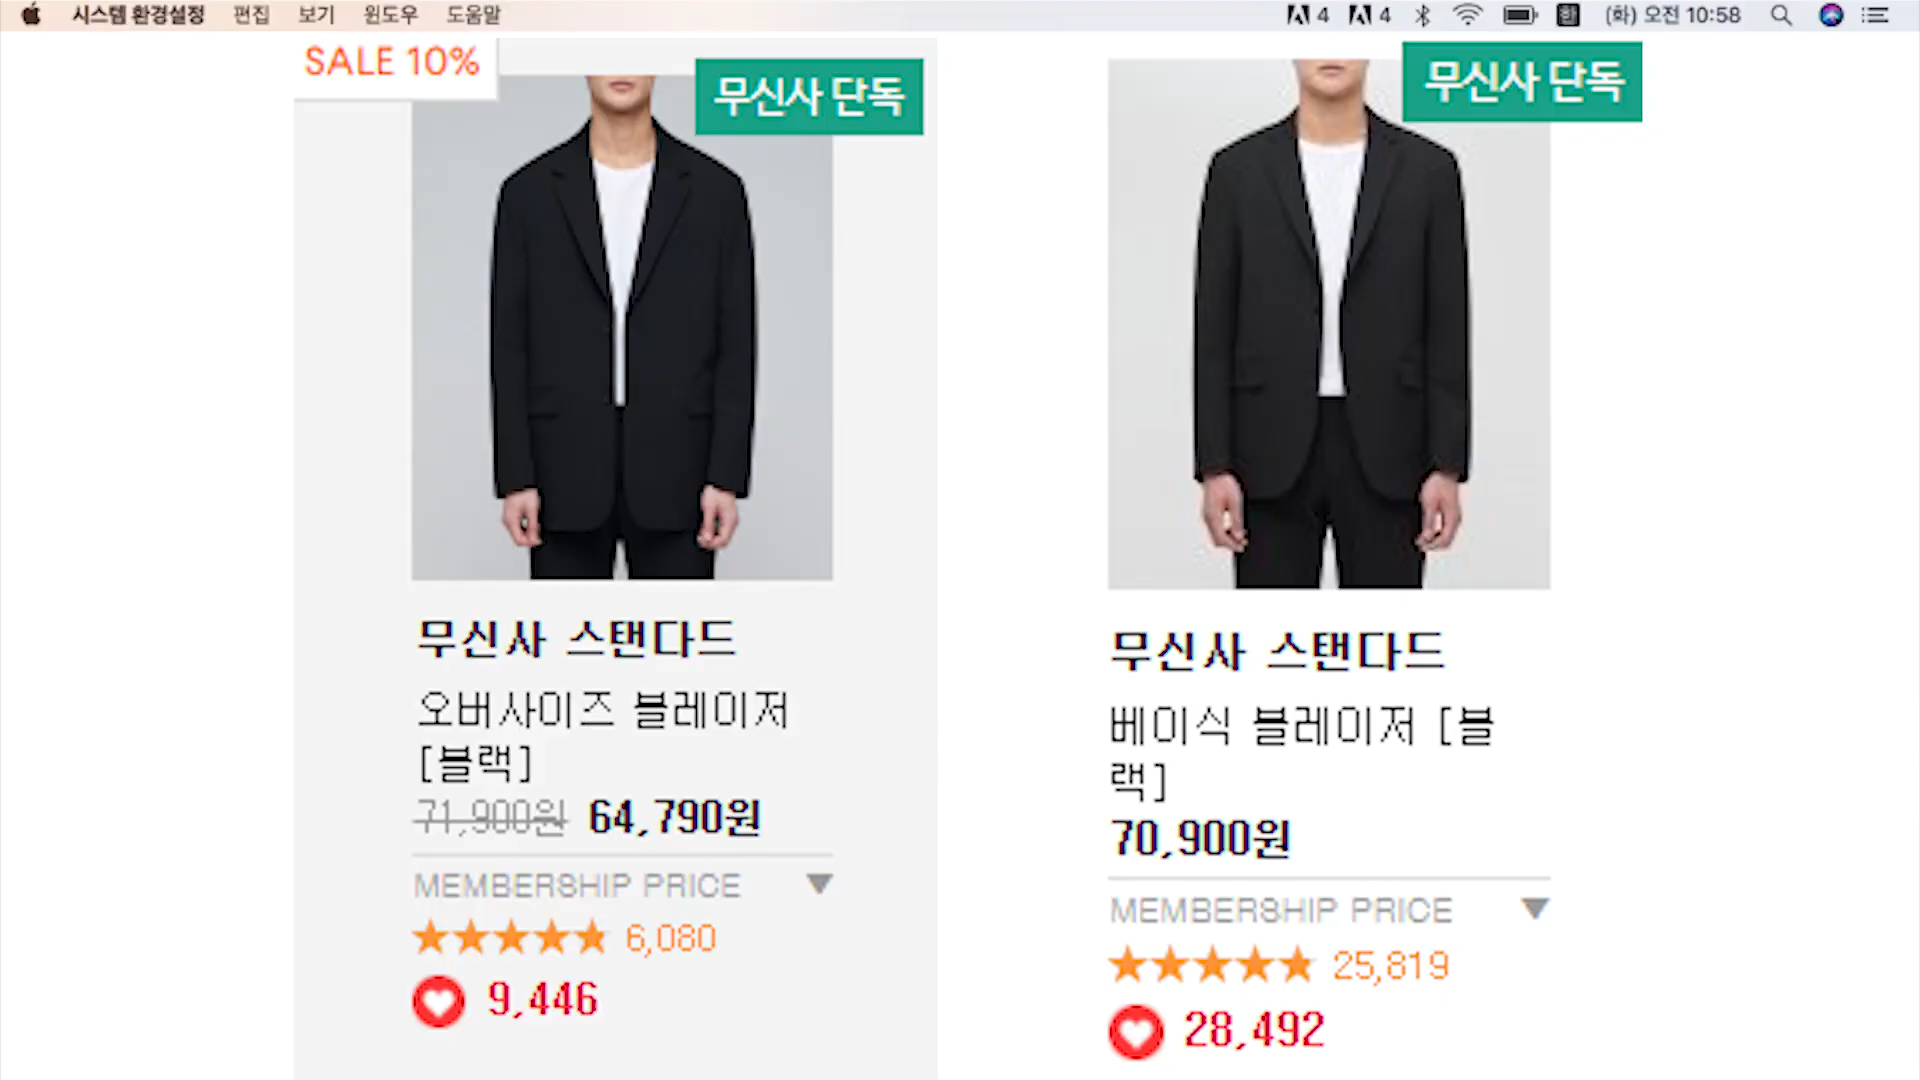 시스템 환경설정 편집 보기 윈도우 도움말 4 4 한 (화) 오전 10:58
SALE 10%
무신사 단독
무신사 스탠다드
오버사이즈 블레이저
[블랙]
71,900원 64,790원
MEMBERSHIP PRICE ▼
★★★★★ 6,080
9,446
무신사 단독
무신사 스탠다드
베이식 블레이저 [블
랙]
70,900원
MEMBERSHIP PRICE ▼
★★★★★ 25,819
28,492